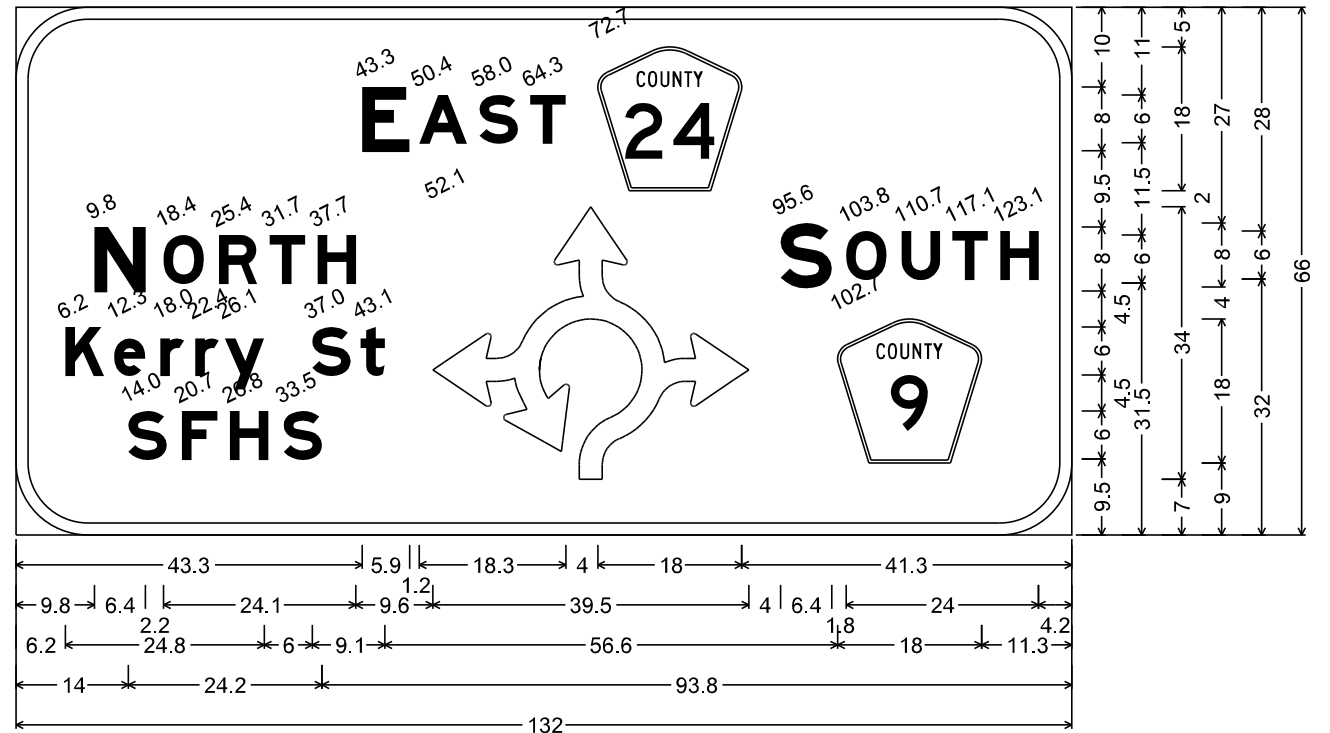 72.7
43.3 50.4 58.0 64.3
COUNTY
EAST 24
52.1
9.8 18.4 25.4 31.7 37.7
95.6 103.8 110.7 117.1 123.1
NORTH
SOUTH
6.2 12.3 18.0 22.4 26.1 37.0 43.1
102.7
Kerry St
COUNTY
9
14.0 20.7 26.8 33.5
SFHS
43.3 5.9 1.2 18.3 4 18 41.3
9.8 6.4 2.2 24.1 9.6 39.5 4 6.4 1.8 24 4.2
6.2 24.8 6 9.1 56.6 18 11.3
14 24.2 93.8
132
10 8 9.5 8 4.5 6 4.5 6 9.5
11 6 11.5 6 31.5
5 18 2 34 7
27 8 4 18 9
28 6 32
66